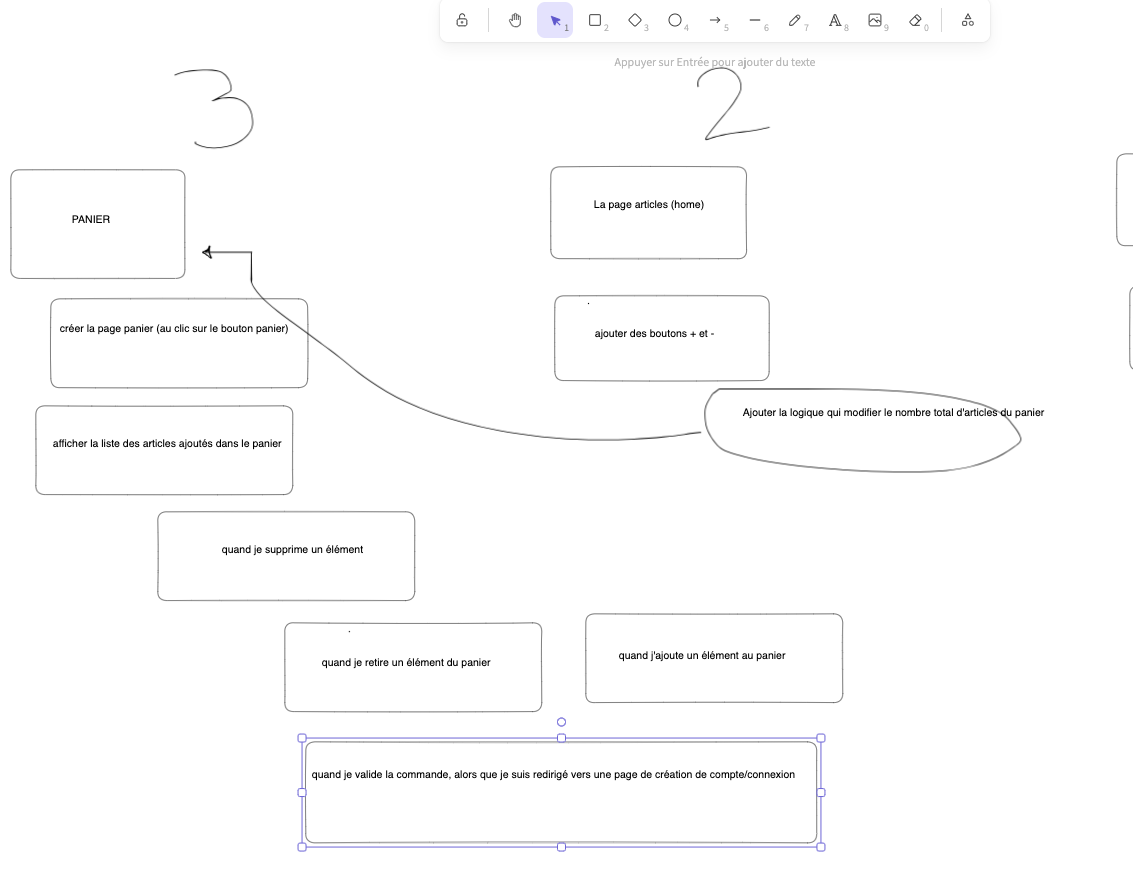 1
2
3
4
5
6
7
8
9
0
Appuyer sur Entrée pour ajouter du texte
3
2
PANIER
La page articles (home)
créer la page panier (au clic sur le bouton panier)
ajouter des boutons + et -
Ajouter la logique qui modifier le nombre total d'articles du panier
afficher la liste des articles ajoutés dans le panier
quand je supprime un élément
quand je retire un élément du panier
quand j'ajoute un élément au panier
quand je valide la commande, alors que je suis redirigé vers une page de création de compte/connexion